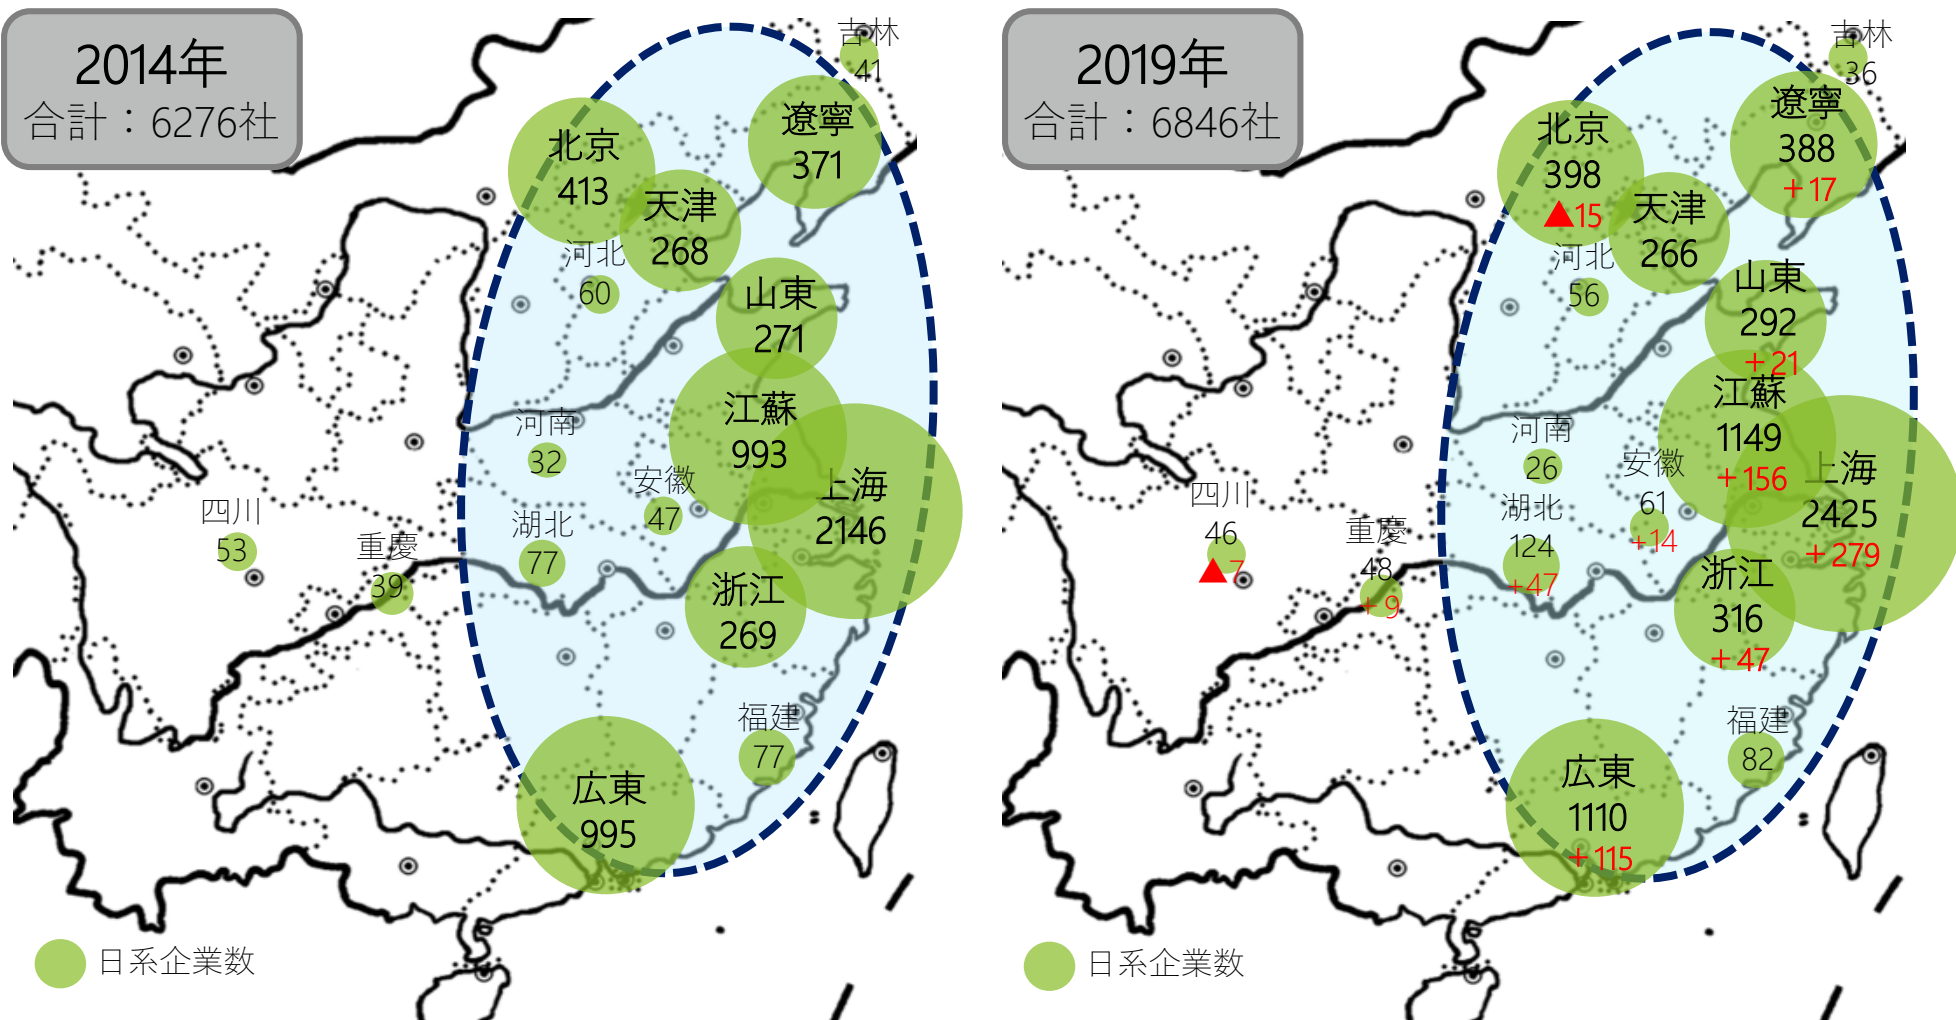 2014年
合計：6276社
吉林
41
遼寧
371
北京
413
天津
268
河北
60
山東
271
江蘇
993
河南
32
安徽
47
上海
2146
四川
53
湖北
77
重慶
39
浙江
269
福建
77
広東
995
日系企業数
2019年
合計：6846社
吉林
36
遼寧
388
+17
北京
398
▲15
天津
266
河北
56
山東
292
+21
江蘇
1149
+156
河南
26
安徽
61
+14
上海
2425
+279
四川
46
▲7
湖北
124
+47
重慶
48
+9
浙江
316
+47
福建
82
広東
1110
+115
日系企業数